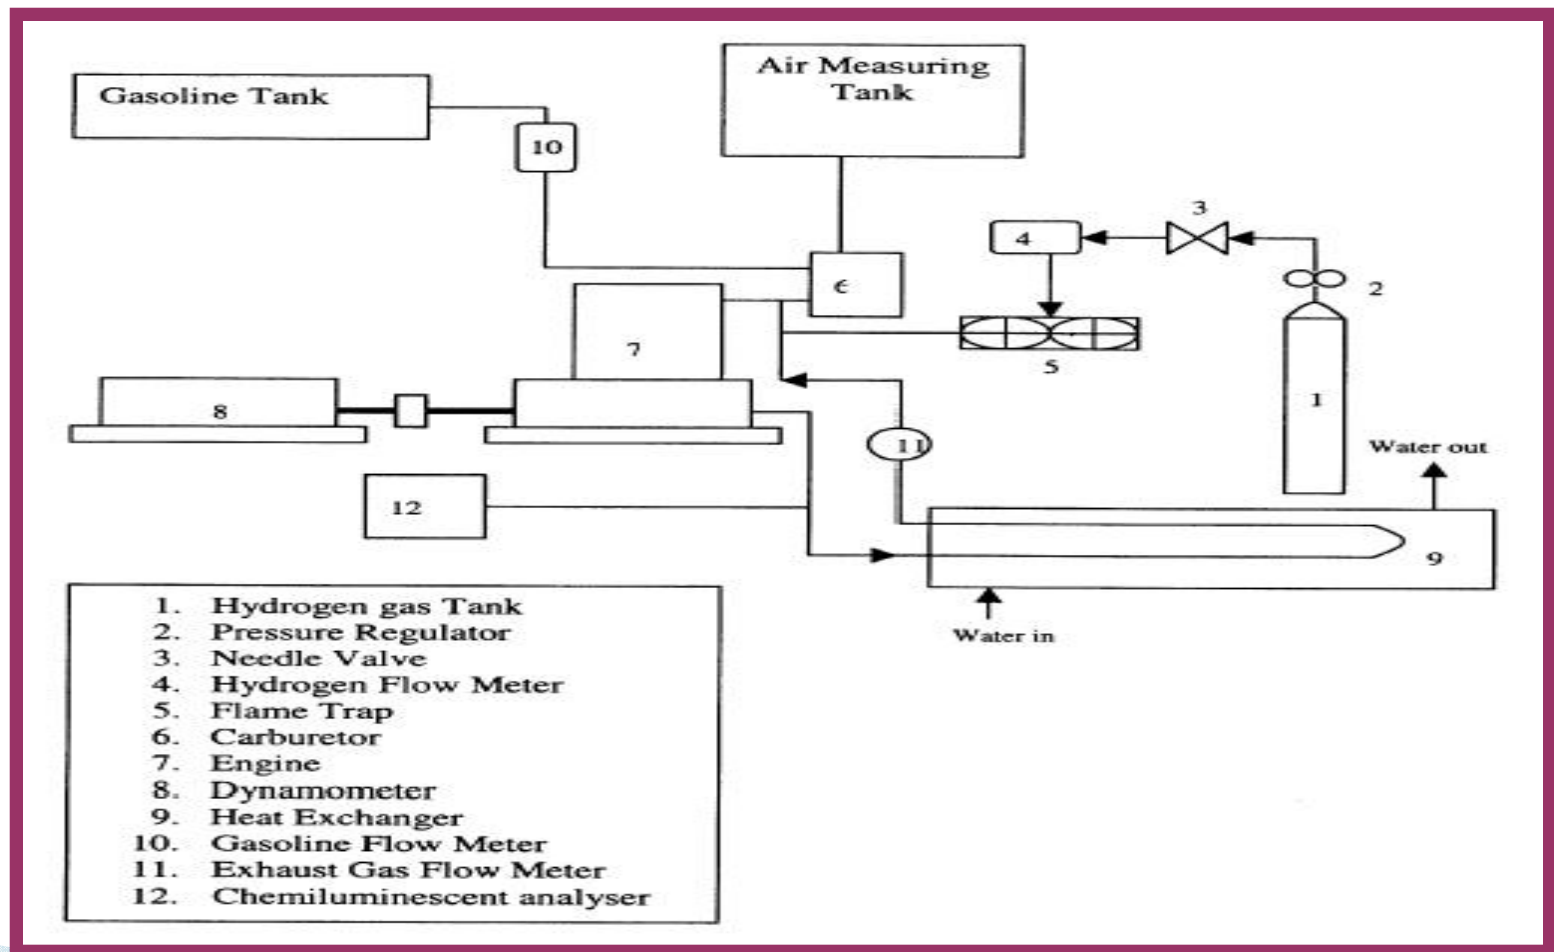 Gasoline Tank
Air Measuring
Tank
10
3
4
6
2
7
5
1
8
11
Water out
12
9
Water in
1. Hydrogen gas Tank
2. Pressure Regulator
3. Needle Valve
4. Hydrogen Flow Meter
5. Flame Trap
6. Carburetor
7. Engine
8. Dynamometer
9. Heat Exchanger
10. Gasoline Flow Meter
11. Exhaust Gas Flow Meter
12. Chemiluminescent analyser